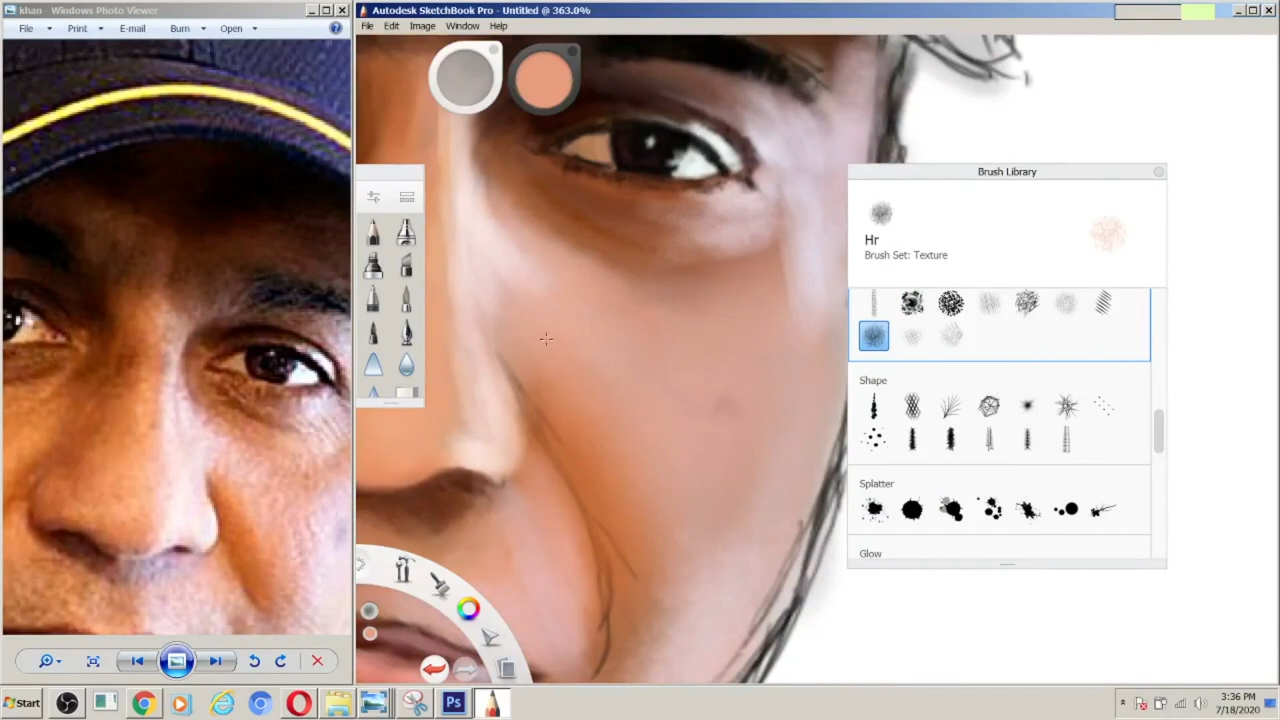 khan - Windows Photo Viewer
File Print E-mail Burn Open
Autodesk SketchBook Pro - Untitled @ 363.0%
File Edit Image Window Help
Brush Library
Hr
Brush Set: Texture
Shape
Splatter
Glow
Start
Ps
3:36 PM
7/18/2020